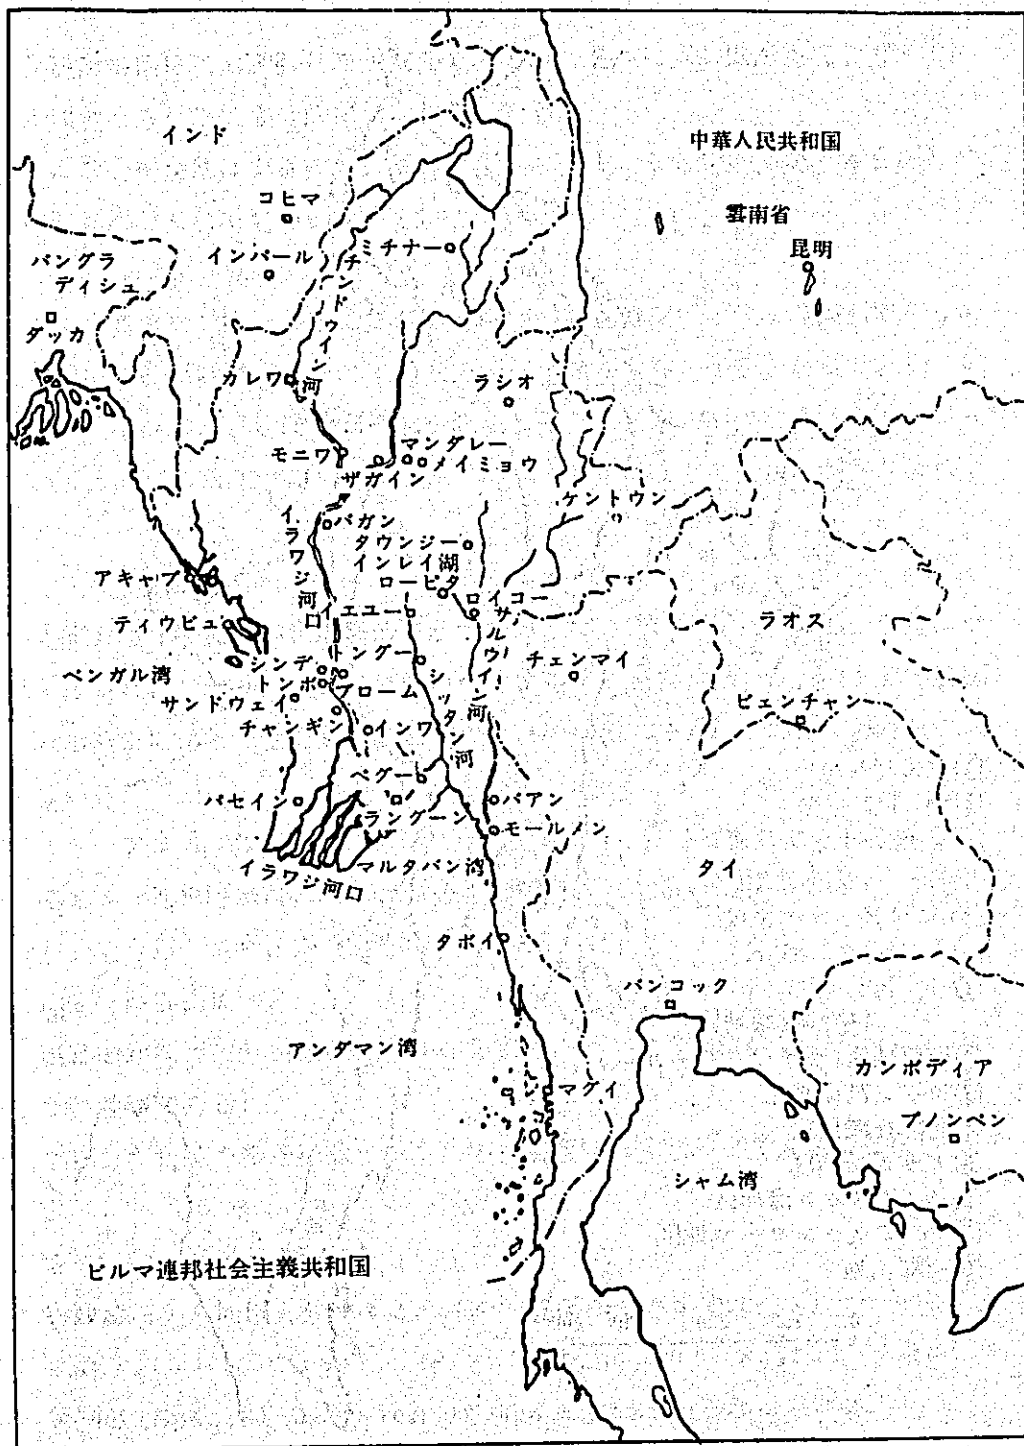 インド
中華人民共和国
コヒマ
雲南省
ミチナー
昆明
インパール
バングラ
ディシュ
チンドウイン河
ダッカ
カレワ
ラシオ
マンダレー
モニワ
メイミョウ
ザガイン
ケントウン
パガン
イラワジ河口
タウンジー
インレイ湖
ローピタ
アキャブ
ロイコー
イエユー
サルウィン河
ティウピュ
ラオス
トングー
シンデ
チェンマイ
ベンガル湾
トンボ
シッタン河
プローム
サンドウェイ
ビェンチャン
チャンギン
インワ
ペグー
パセイン
パアン
ラングーン
モールメン
イラワジ河口
マルタバン湾
タイ
タボイ
バンコック
アンダマン湾
カンボディア
マグイ
プノンペン
シャム湾
ビルマ連邦社会主義共和国